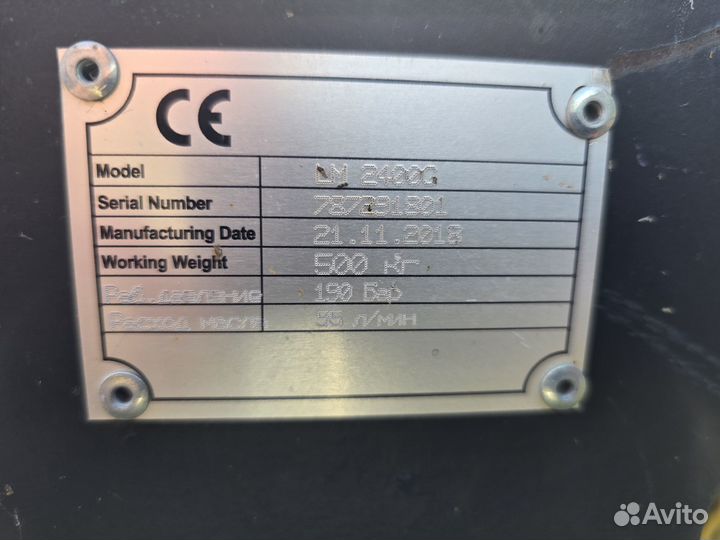 CE
Model LM 2400G
Serial Number 787291801
Manufacturing Date 21.11.2018
Working Weight 500 кг
Раб. давление 190 Бар
Расход масла 55 л/мин
Avito